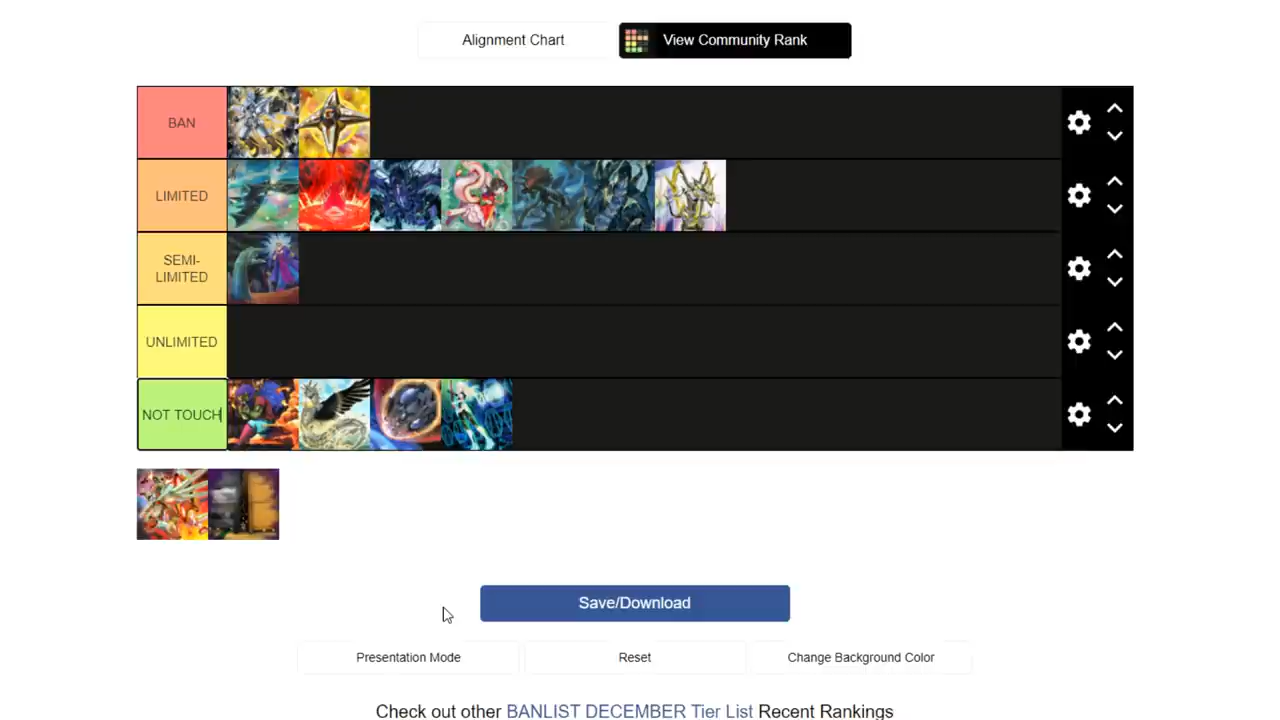 Alignment Chart
View Community Rank
BAN
LIMITED
SEMI-
LIMITED
UNLIMITED
NOT TOUCH
Save/Download
Presentation Mode
Reset
Change Background Color
Check out other BANLIST DECEMBER Tier List Recent Rankings